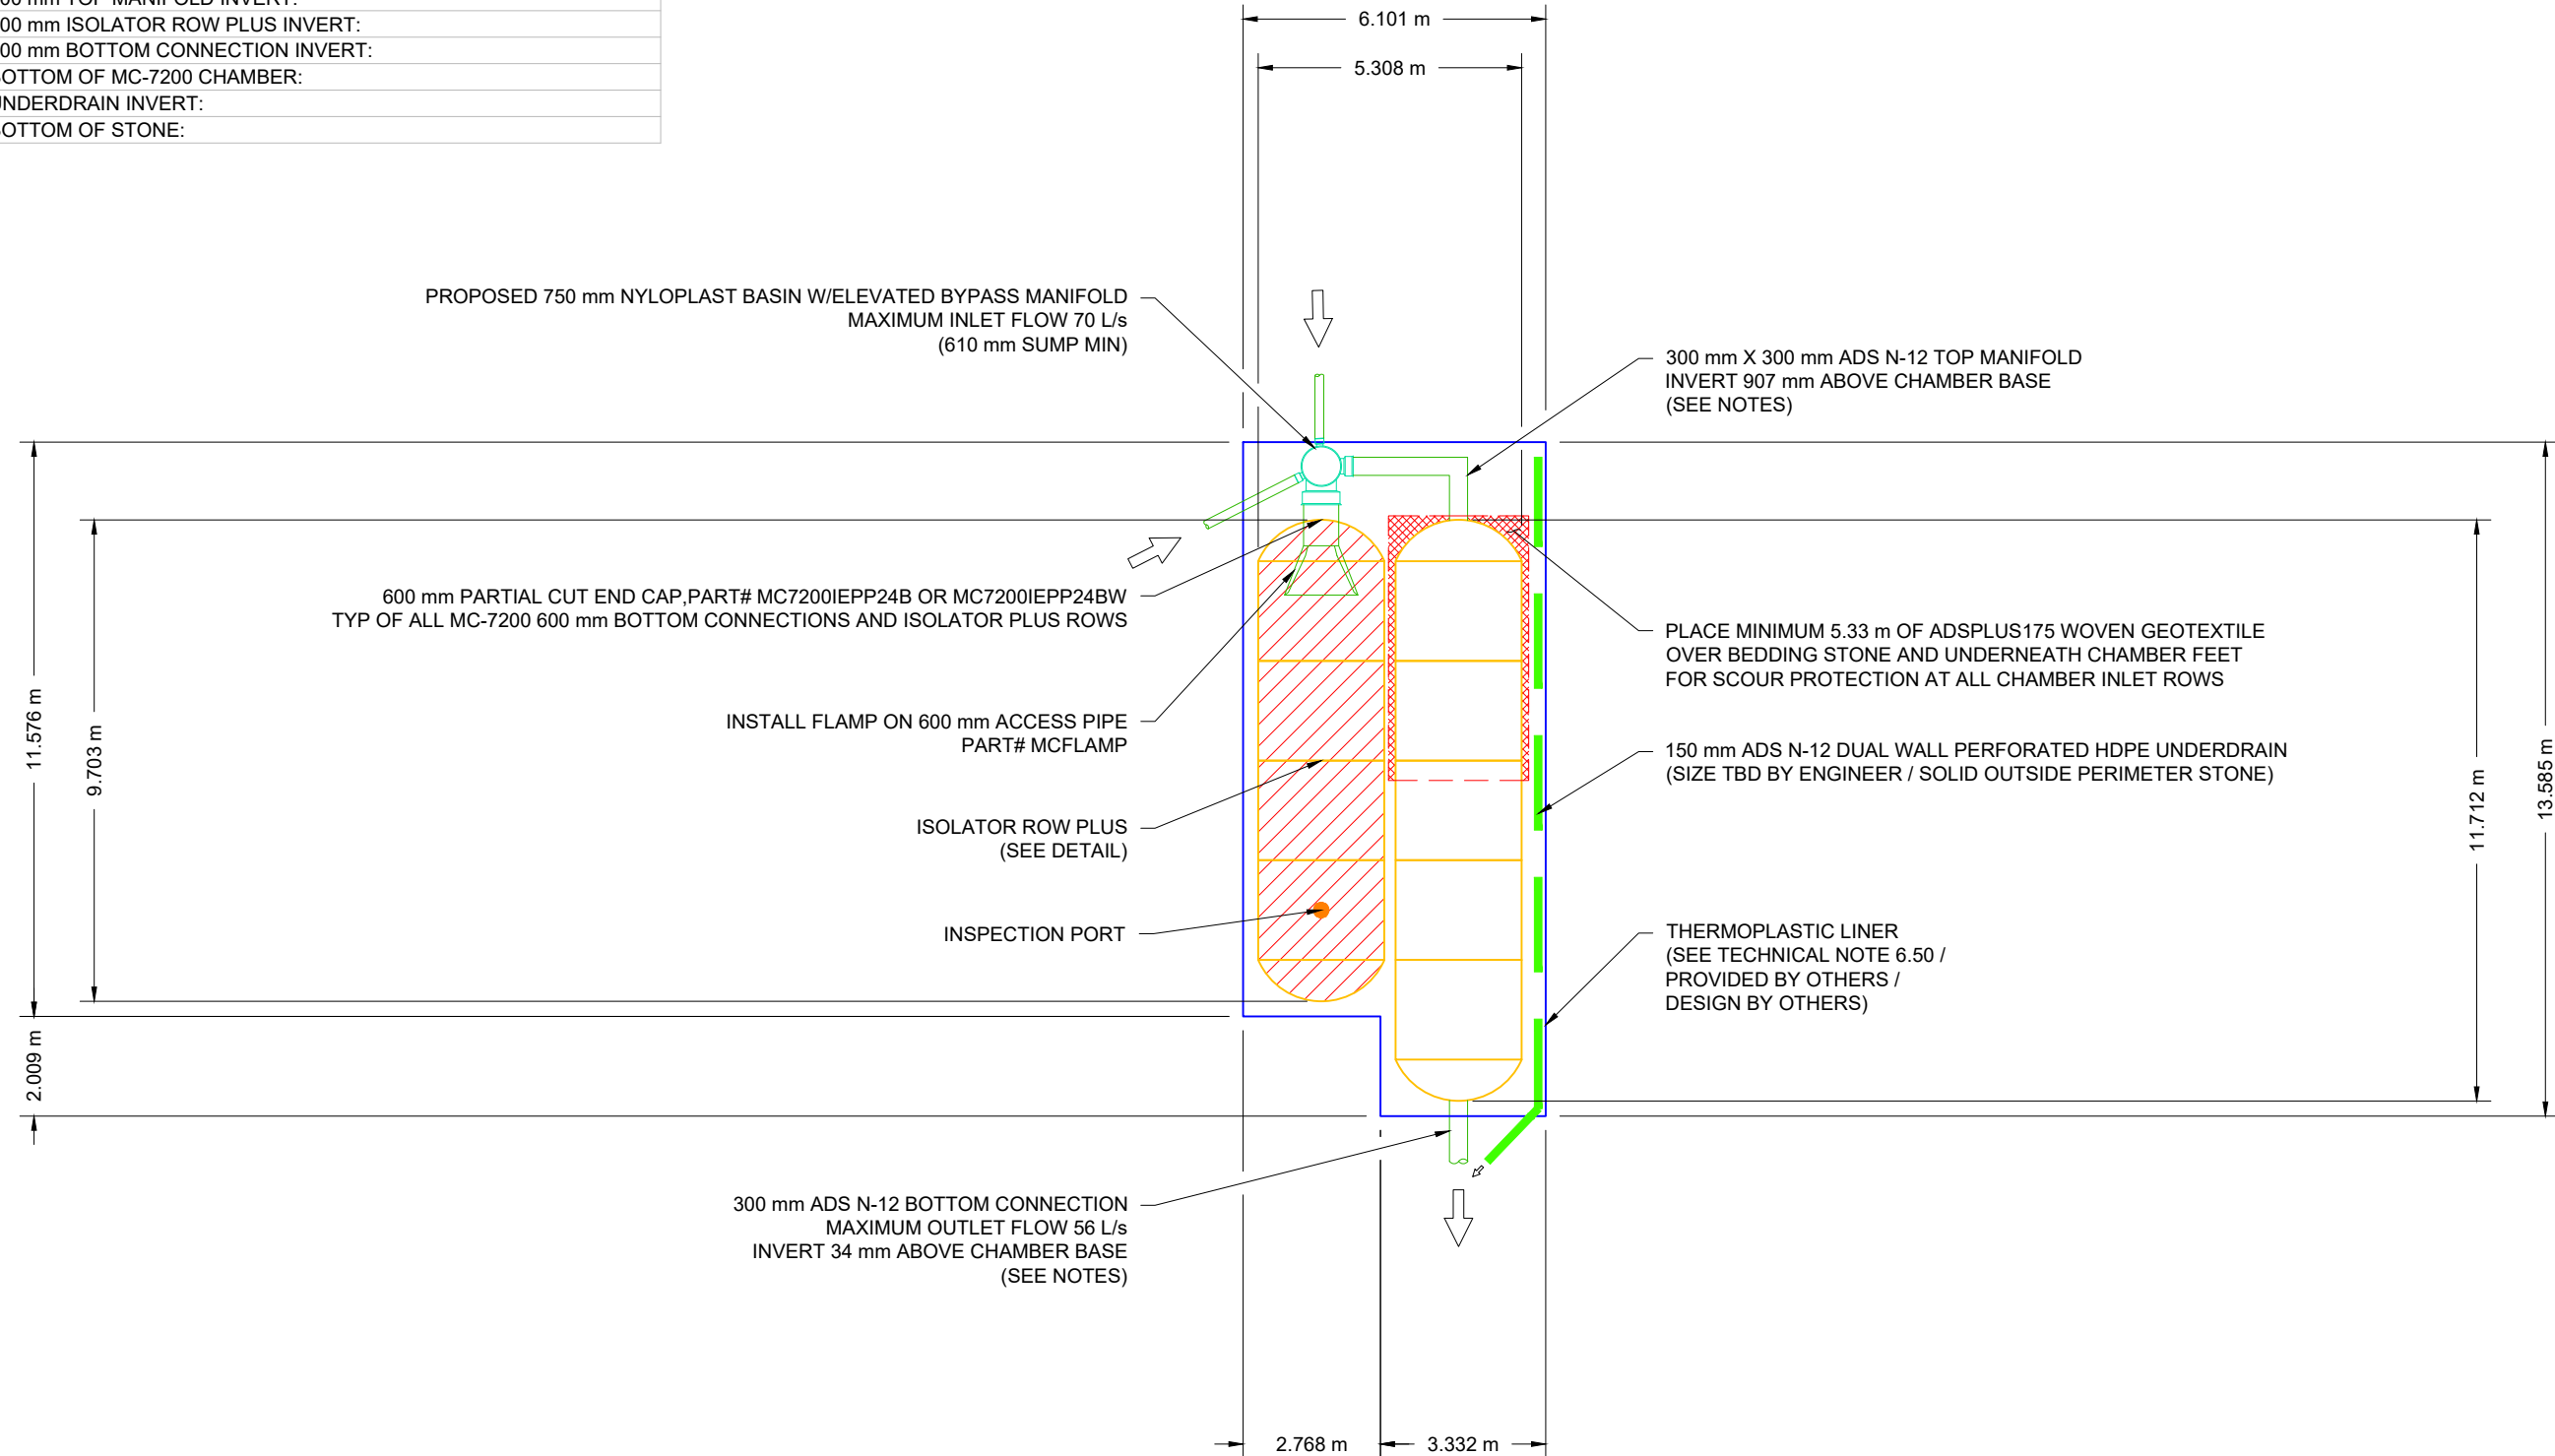 00 mm TOP MANIFOLD INVERT:
00 mm ISOLATOR ROW PLUS INVERT:
00 mm BOTTOM CONNECTION INVERT:
OTTOM OF MC-7200 CHAMBER:
NDERDRAIN INVERT:
OTTOM OF STONE:
6.101 m
5.308 m
PROPOSED 750 mm NYLOPLAST BASIN W/ELEVATED BYPASS MANIFOLD
MAXIMUM INLET FLOW 70 L/s
(610 mm SUMP MIN)
300 mm X 300 mm ADS N-12 TOP MANIFOLD
INVERT 907 mm ABOVE CHAMBER BASE
(SEE NOTES)
600 mm PARTIAL CUT END CAP,PART# MC7200IEPP24B OR MC7200IEPP24BW
TYP OF ALL MC-7200 600 mm BOTTOM CONNECTIONS AND ISOLATOR PLUS ROWS
PLACE MINIMUM 5.33 m OF ADSPLUS175 WOVEN GEOTEXTILE
OVER BEDDING STONE AND UNDERNEATH CHAMBER FEET
FOR SCOUR PROTECTION AT ALL CHAMBER INLET ROWS
INSTALL FLAMP ON 600 mm ACCESS PIPE
PART# MCFLAMP
150 mm ADS N-12 DUAL WALL PERFORATED HDPE UNDERDRAIN
(SIZE TBD BY ENGINEER / SOLID OUTSIDE PERIMETER STONE)
11.576 m
9.703 m
11.712 m
13.585 m
ISOLATOR ROW PLUS
(SEE DETAIL)
INSPECTION PORT
THERMOPLASTIC LINER
(SEE TECHNICAL NOTE 6.50 /
PROVIDED BY OTHERS /
DESIGN BY OTHERS)
2.009 m
300 mm ADS N-12 BOTTOM CONNECTION
MAXIMUM OUTLET FLOW 56 L/s
INVERT 34 mm ABOVE CHAMBER BASE
(SEE NOTES)
2.768 m
3.332 m